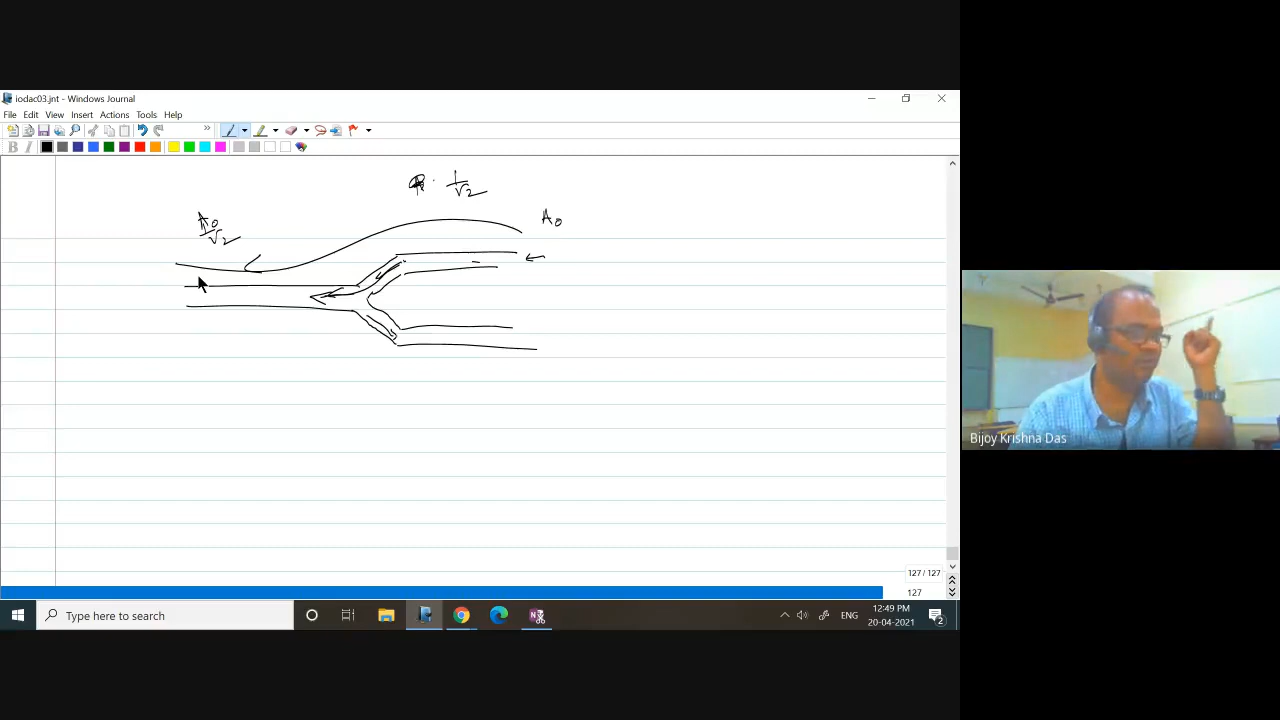 iodac03.jnt - Windows Journal
File Edit View Insert Actions Tools Help
1/√2
A₀/√2
A₀
Bijoy Krishna Das
127 / 127
127
Type here to search
ENG
12:49 PM
20-04-2021
2